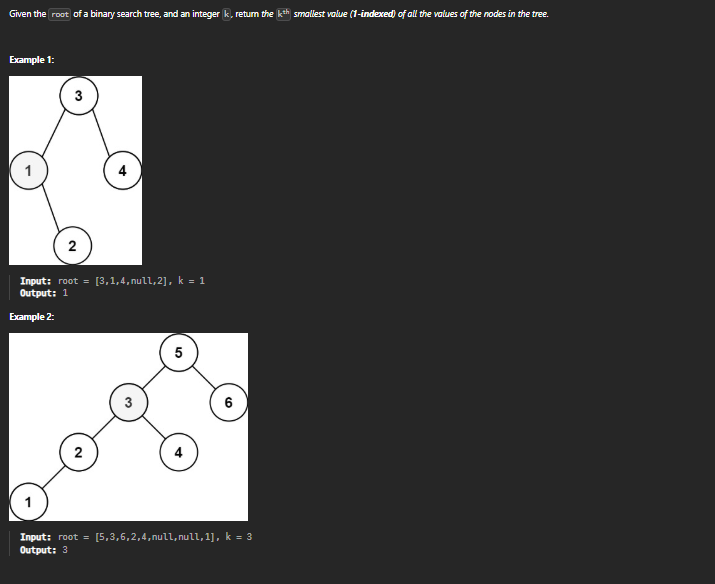 Given the root of a binary search tree, and an integer k, return the kth smallest value (1-indexed) of all the values of the nodes in the tree.
Example 1:
3
1
4
2
Input: root = [3,1,4,null,2], k = 1
Output: 1
Example 2:
5
3
6
2
4
1
Input: root = [5,3,6,2,4,null,null,1], k = 3
Output: 3